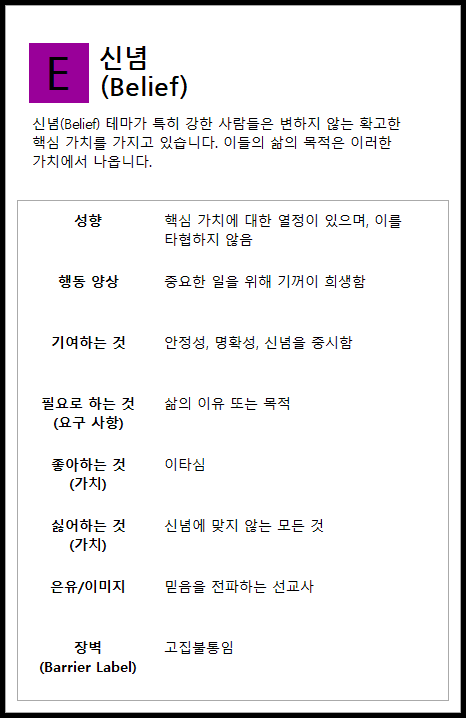 E
신념
(Belief)
신념(Belief) 테마가 특히 강한 사람들은 변하지 않는 확고한
핵심 가치를 가지고 있습니다. 이들의 삶의 목적은 이러한
가치에서 나옵니다.
성향
핵심 가치에 대한 열정이 있으며, 이를
타협하지 않음
행동 양상
중요한 일을 위해 기꺼이 희생함
기여하는 것
안정성, 명확성, 신념을 중시함
필요로 하는 것
(요구 사항)
삶의 이유 또는 목적
좋아하는 것
(가치)
이타심
싫어하는 것
(가치)
신념에 맞지 않는 모든 것
은유/이미지
믿음을 전파하는 선교사
장벽
(Barrier Label)
고집불통임